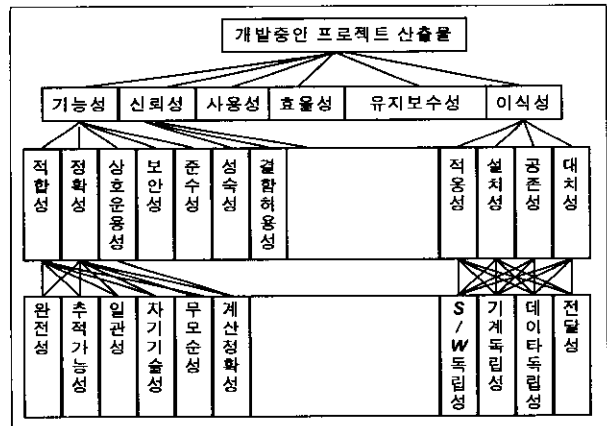 개발중인 프로젝트 산출물
기능성
신뢰성
사용성
효율성
유지보수성
이식성
적합성
정확성
상호운용성
보안성
준수성
성숙성
결함허용성
적응성
설치성
공존성
대치성
완전성
추적가능성
일관성
자기기술성
무모순성
계산정확성
S/W독립성
기계독립성
데이타독립성
전달성